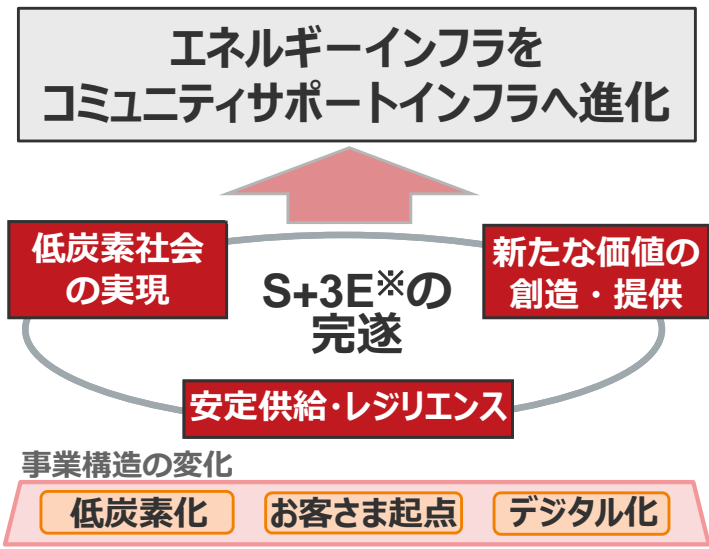 エネルギーインフラを
コミュニティサポートインフラへ進化
低炭素社会
の実現
新たな価値の
創造・提供
S+3E※の
完遂
安定供給・レジリエンス
事業構造の変化
低炭素化
お客さま起点
デジタル化